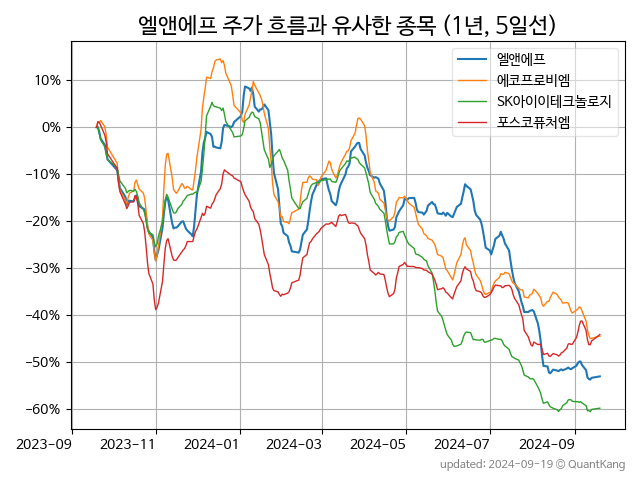 엘앤에프 주가 흐름과 유사한 종목 (1년, 5일선)
엘앤에프
에코프로비엠
SK아이이테크놀로지
포스코퓨처엠
10%
0%
−10%
−20%
−30%
−40%
−50%
−60%
2023-09
2023-11
2024-01
2024-03
2024-05
2024-07
2024-09
updated: 2024-09-19 © QuantKang